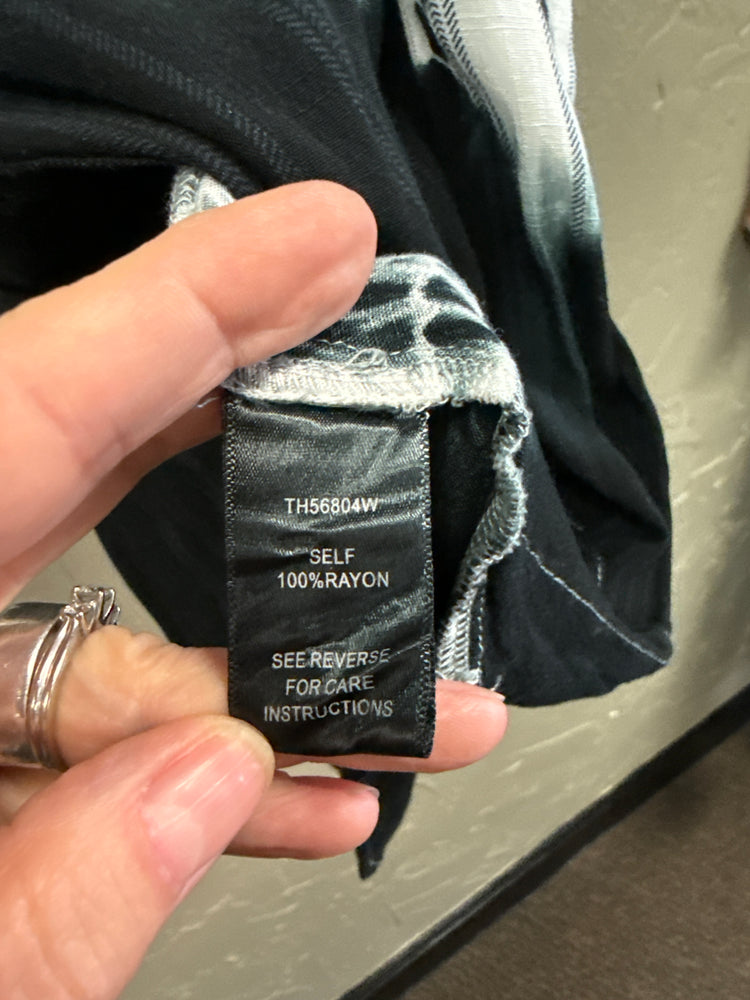 TH56804W
SELF
100%RAYON
SEE REVERSE
FOR CARE
INSTRUCTIONS